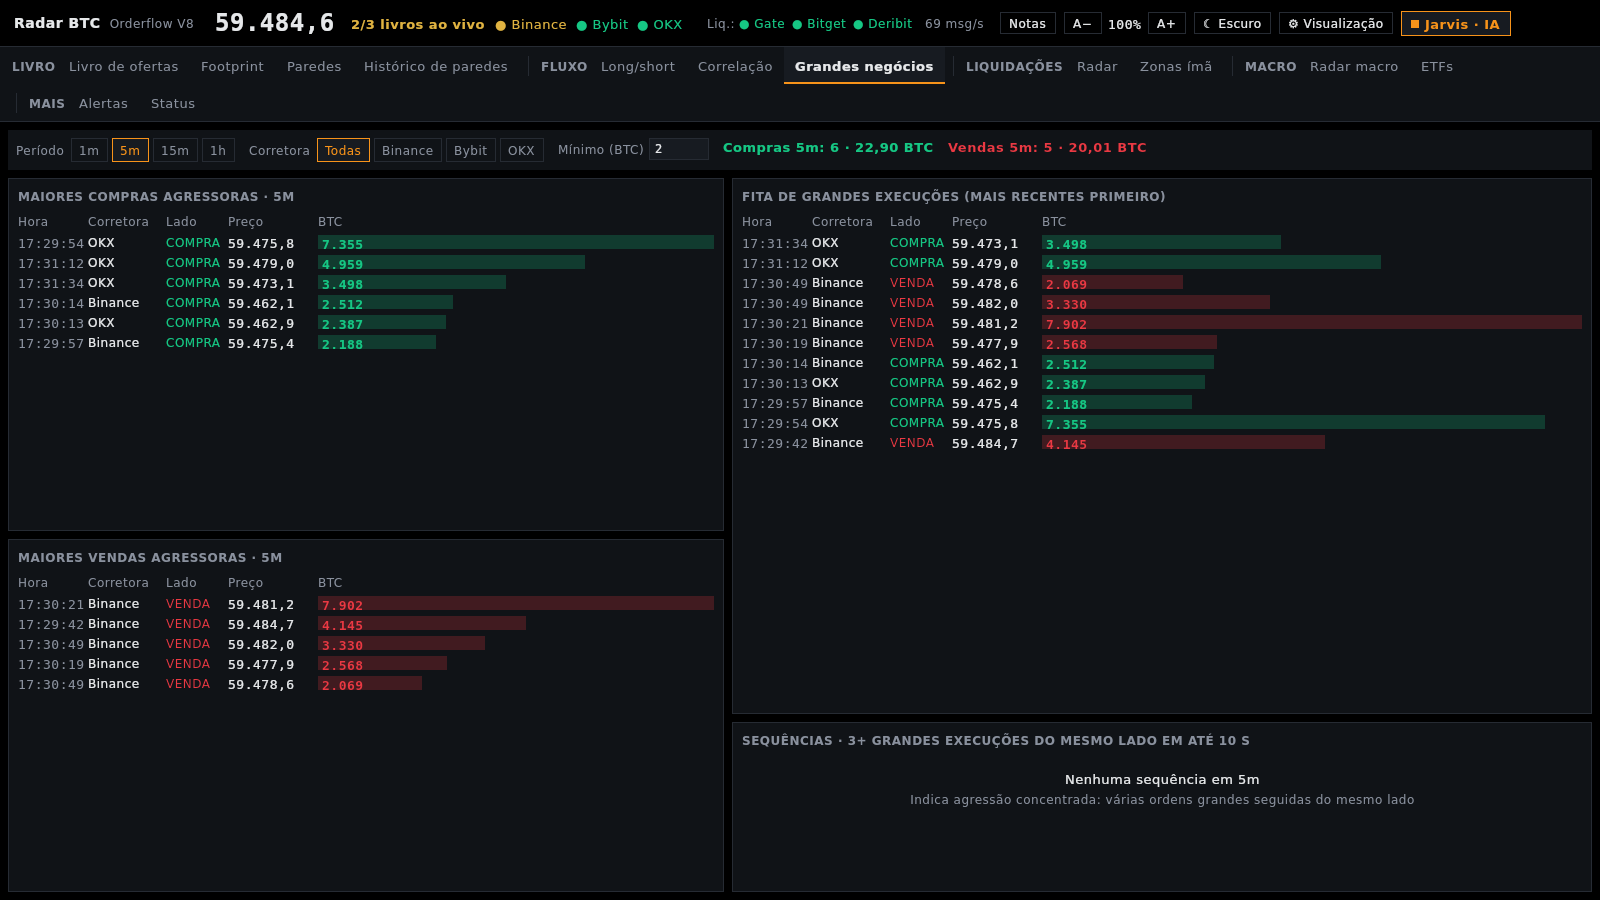 Radar BTC Orderflow V8 59.484,6 2/3 livros ao vivo ● Binance ● Bybit ● OKX Liq.: ● Gate ● Bitget ● Deribit 69 msg/s Notas A− 100% A+ ☾ Escuro ⚙ Visualização ■ Jarvis · IA
LIVRO Livro de ofertas Footprint Paredes Histórico de paredes FLUXO Long/short Correlação Grandes negócios LIQUIDAÇÕES Radar Zonas ímã MACRO Radar macro ETFs
MAIS Alertas Status
Período 1m 5m 15m 1h Corretora Todas Binance Bybit OKX Mínimo (BTC) 2 Compras 5m: 6 · 22,90 BTC Vendas 5m: 5 · 20,01 BTC
MAIORES COMPRAS AGRESSORAS · 5M
Hora Corretora Lado Preço BTC
17:29:54 OKX COMPRA 59.475,8 7.355
17:31:12 OKX COMPRA 59.479,0 4.959
17:31:34 OKX COMPRA 59.473,1 3.498
17:30:14 Binance COMPRA 59.462,1 2.512
17:30:13 OKX COMPRA 59.462,9 2.387
17:29:57 Binance COMPRA 59.475,4 2.188
MAIORES VENDAS AGRESSORAS · 5M
Hora Corretora Lado Preço BTC
17:30:21 Binance VENDA 59.481,2 7.902
17:29:42 Binance VENDA 59.484,7 4.145
17:30:49 Binance VENDA 59.482,0 3.330
17:30:19 Binance VENDA 59.477,9 2.568
17:30:49 Binance VENDA 59.478,6 2.069
FITA DE GRANDES EXECUÇÕES (MAIS RECENTES PRIMEIRO)
Hora Corretora Lado Preço BTC
17:31:34 OKX COMPRA 59.473,1 3.498
17:31:12 OKX COMPRA 59.479,0 4.959
17:30:49 Binance VENDA 59.478,6 2.069
17:30:49 Binance VENDA 59.482,0 3.330
17:30:21 Binance VENDA 59.481,2 7.902
17:30:19 Binance VENDA 59.477,9 2.568
17:30:14 Binance COMPRA 59.462,1 2.512
17:30:13 OKX COMPRA 59.462,9 2.387
17:29:57 Binance COMPRA 59.475,4 2.188
17:29:54 OKX COMPRA 59.475,8 7.355
17:29:42 Binance VENDA 59.484,7 4.145
SEQUÊNCIAS · 3+ GRANDES EXECUÇÕES DO MESMO LADO EM ATÉ 10 S
Nenhuma sequência em 5m
Indica agressão concentrada: várias ordens grandes seguidas do mesmo lado